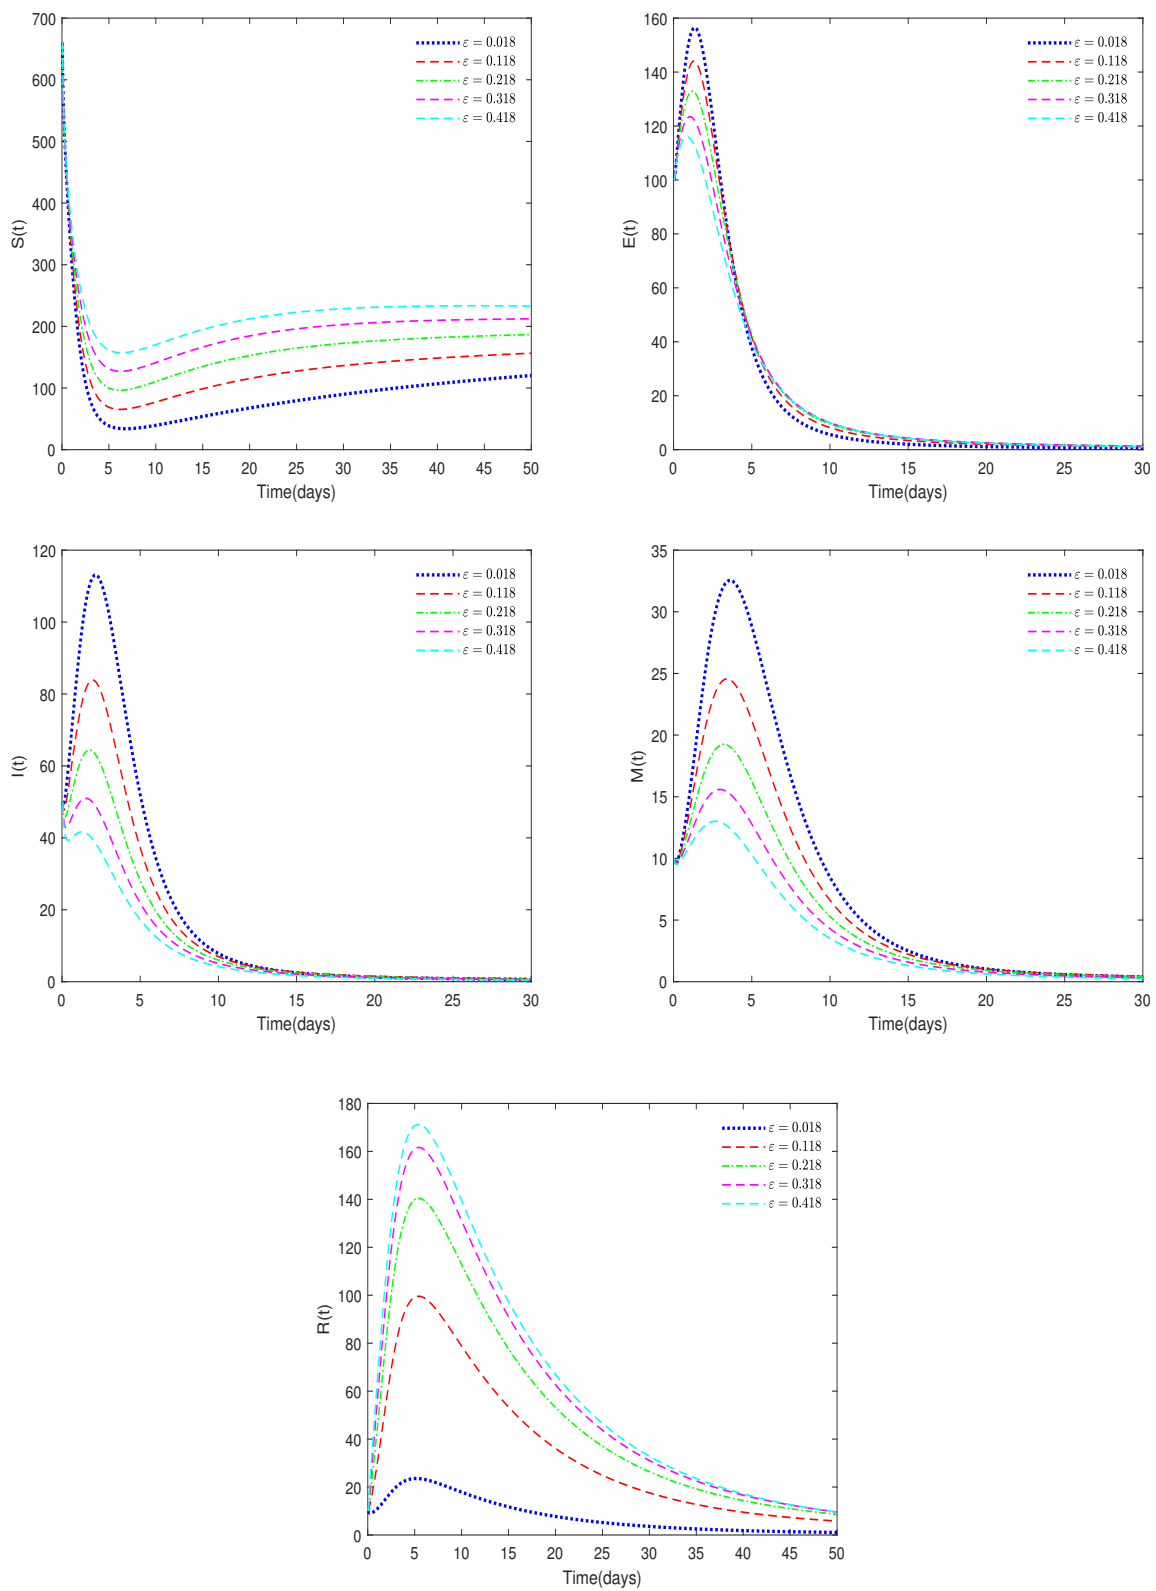 700
600
500
400
300
200
100
0
S(t)
0 5 10 15 20 25 30 35 40 45 50
Time(days)
ε = 0.018
ε = 0.118
ε = 0.218
ε = 0.318
ε = 0.418
160
140
120
100
80
60
40
20
0
E(t)
0 5 10 15 20 25 30
Time(days)
ε = 0.018
ε = 0.118
ε = 0.218
ε = 0.318
ε = 0.418
120
100
80
60
40
20
0
I(t)
0 5 10 15 20 25 30
Time(days)
ε = 0.018
ε = 0.118
ε = 0.218
ε = 0.318
ε = 0.418
35
30
25
20
15
10
5
0
M(t)
0 5 10 15 20 25 30
Time(days)
ε = 0.018
ε = 0.118
ε = 0.218
ε = 0.318
ε = 0.418
180
160
140
120
100
80
60
40
20
0
R(t)
0 5 10 15 20 25 30 35 40 45 50
Time(days)
ε = 0.018
ε = 0.118
ε = 0.218
ε = 0.318
ε = 0.418